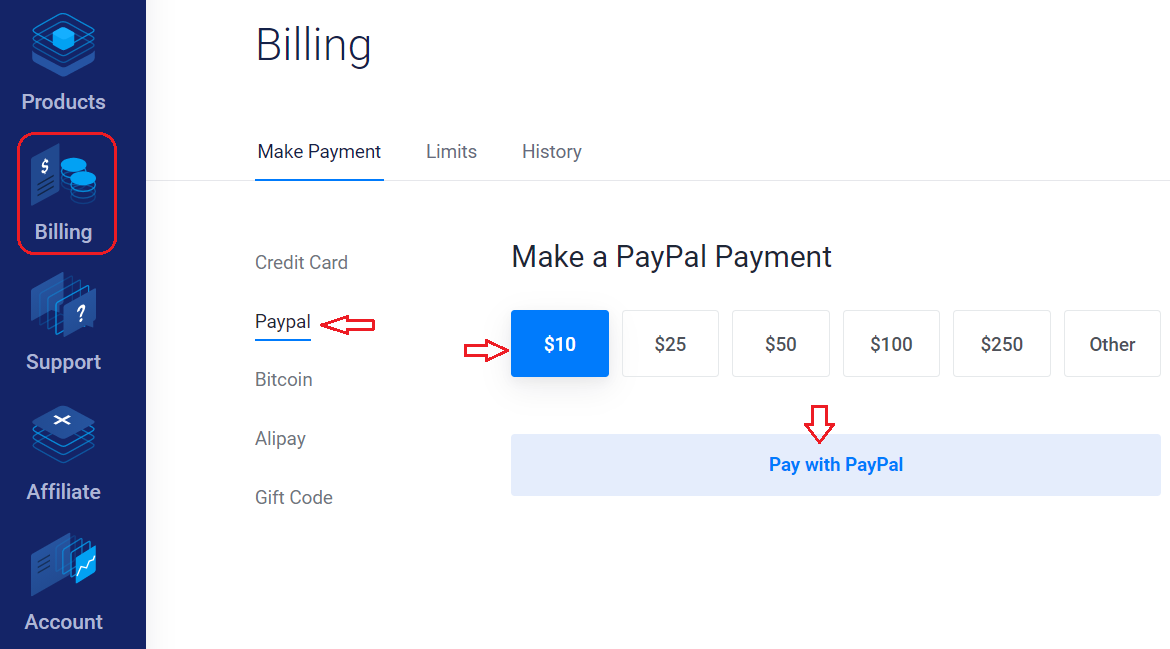 Products
$
Billing
?
Support
Affiliate
Account
Billing
Make Payment Limits History
Credit Card
Paypal
Bitcoin
Alipay
Gift Code
Make a PayPal Payment
$10 $25 $50 $100 $250 Other
Pay with PayPal